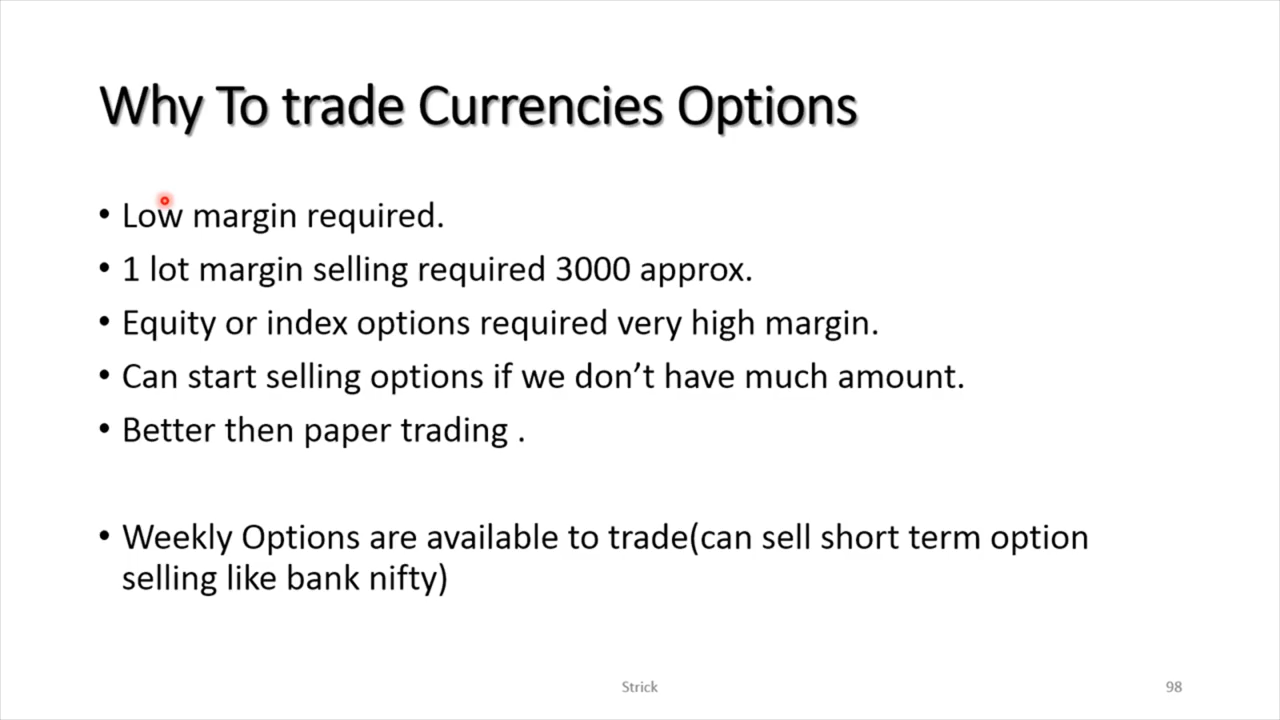 Why To trade Currencies Options
• Low margin required.
• 1 lot margin selling required 3000 approx.
• Equity or index options required very high margin.
• Can start selling options if we don’t have much amount.
• Better then paper trading .
• Weekly Options are available to trade(can sell short term option
selling like bank nifty)
Strick
98